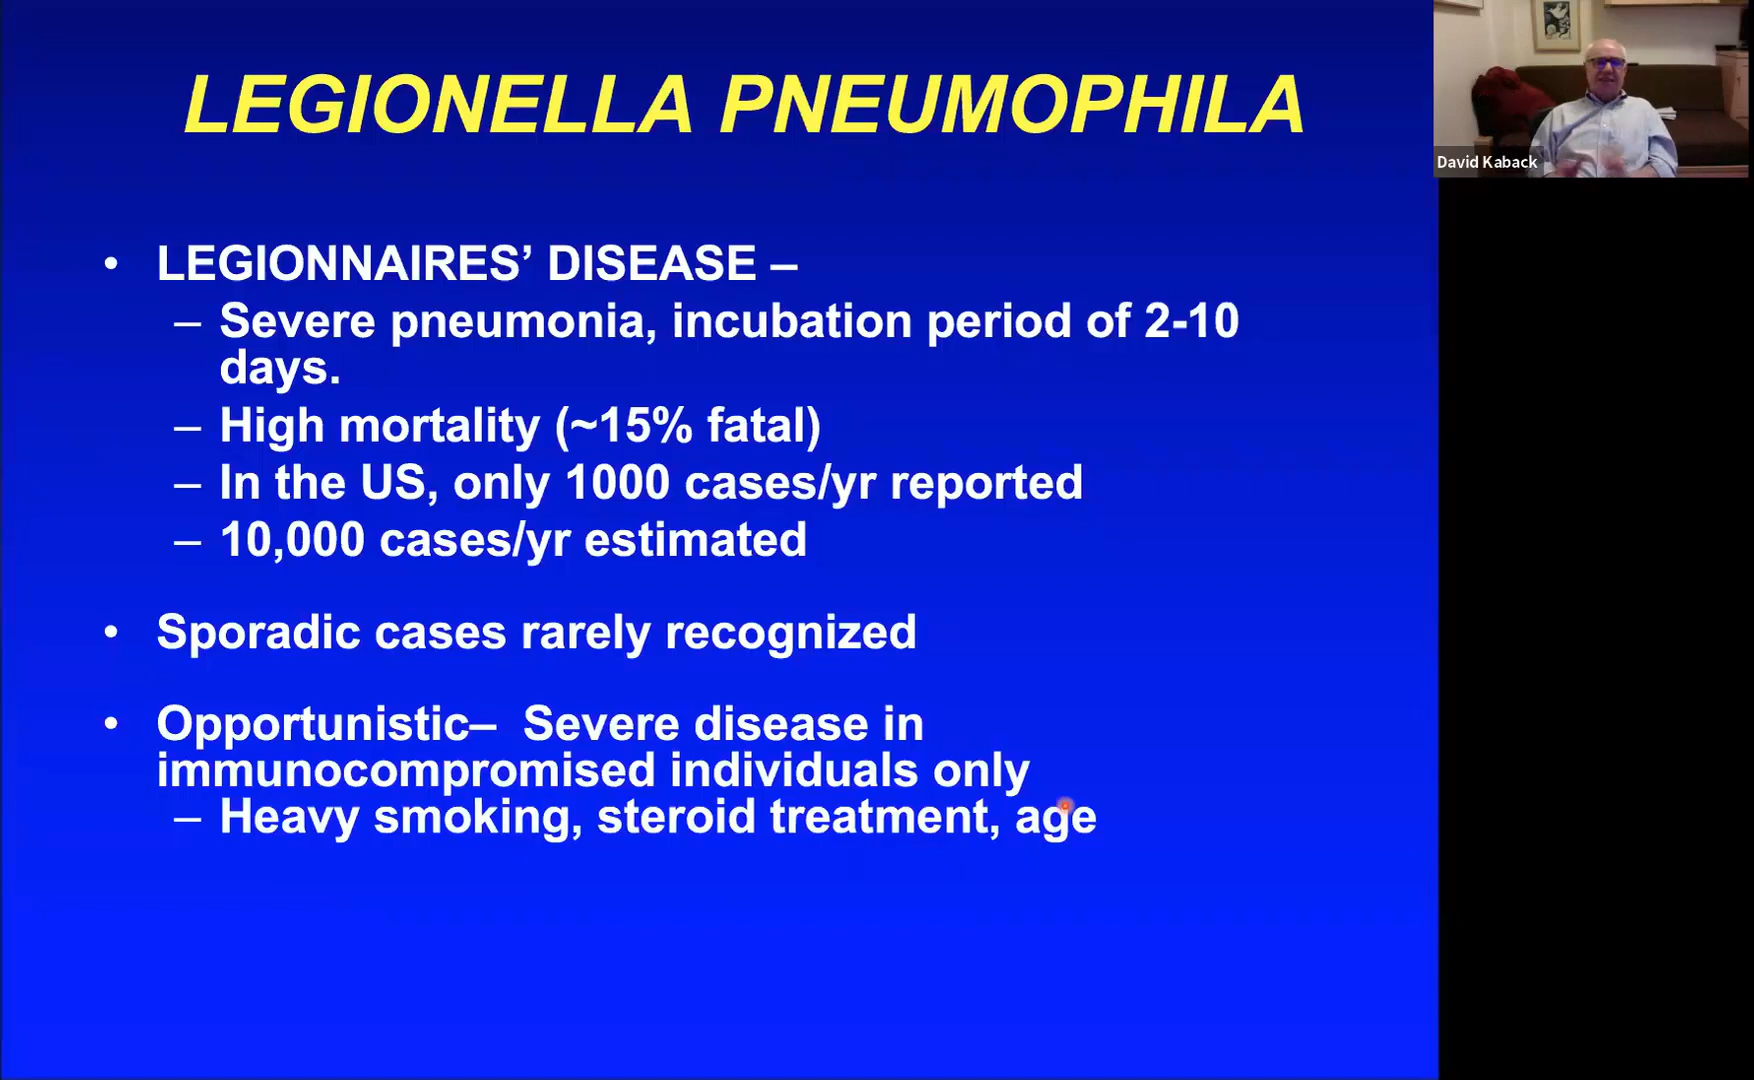 LEGIONELLA PNEUMOPHILA
David Kaback
• LEGIONNAIRES’ DISEASE –
– Severe pneumonia, incubation period of 2-10
days.
– High mortality (~15% fatal)
– In the US, only 1000 cases/yr reported
– 10,000 cases/yr estimated
• Sporadic cases rarely recognized
• Opportunistic– Severe disease in
immunocompromised individuals only
– Heavy smoking, steroid treatment, age